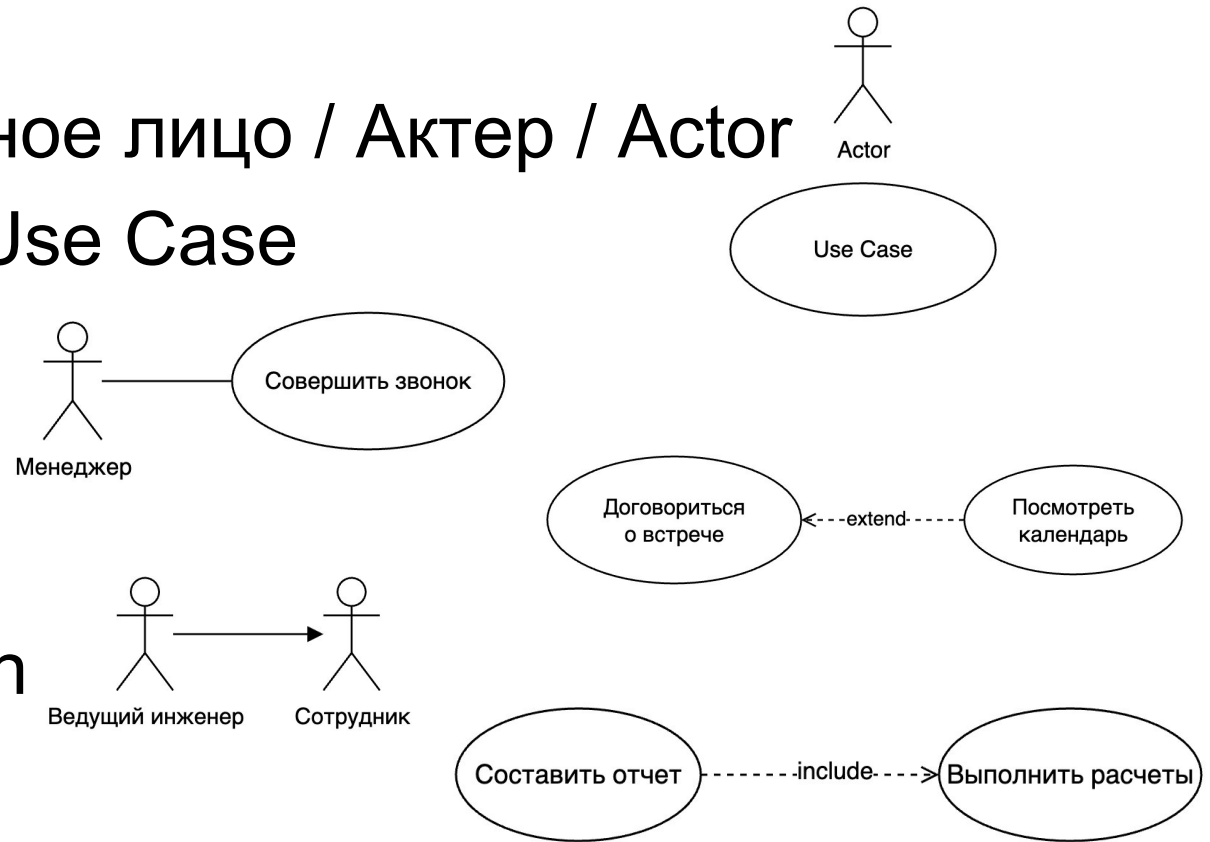 ное лицо / Актер / Actor
Actor
Use Case
Use Case
Совершить звонок
Менеджер
Договориться
о встрече
extend
Посмотреть
календарь
n
Ведущий инженер
Сотрудник
Составить отчет
include
Выполнить расчеты